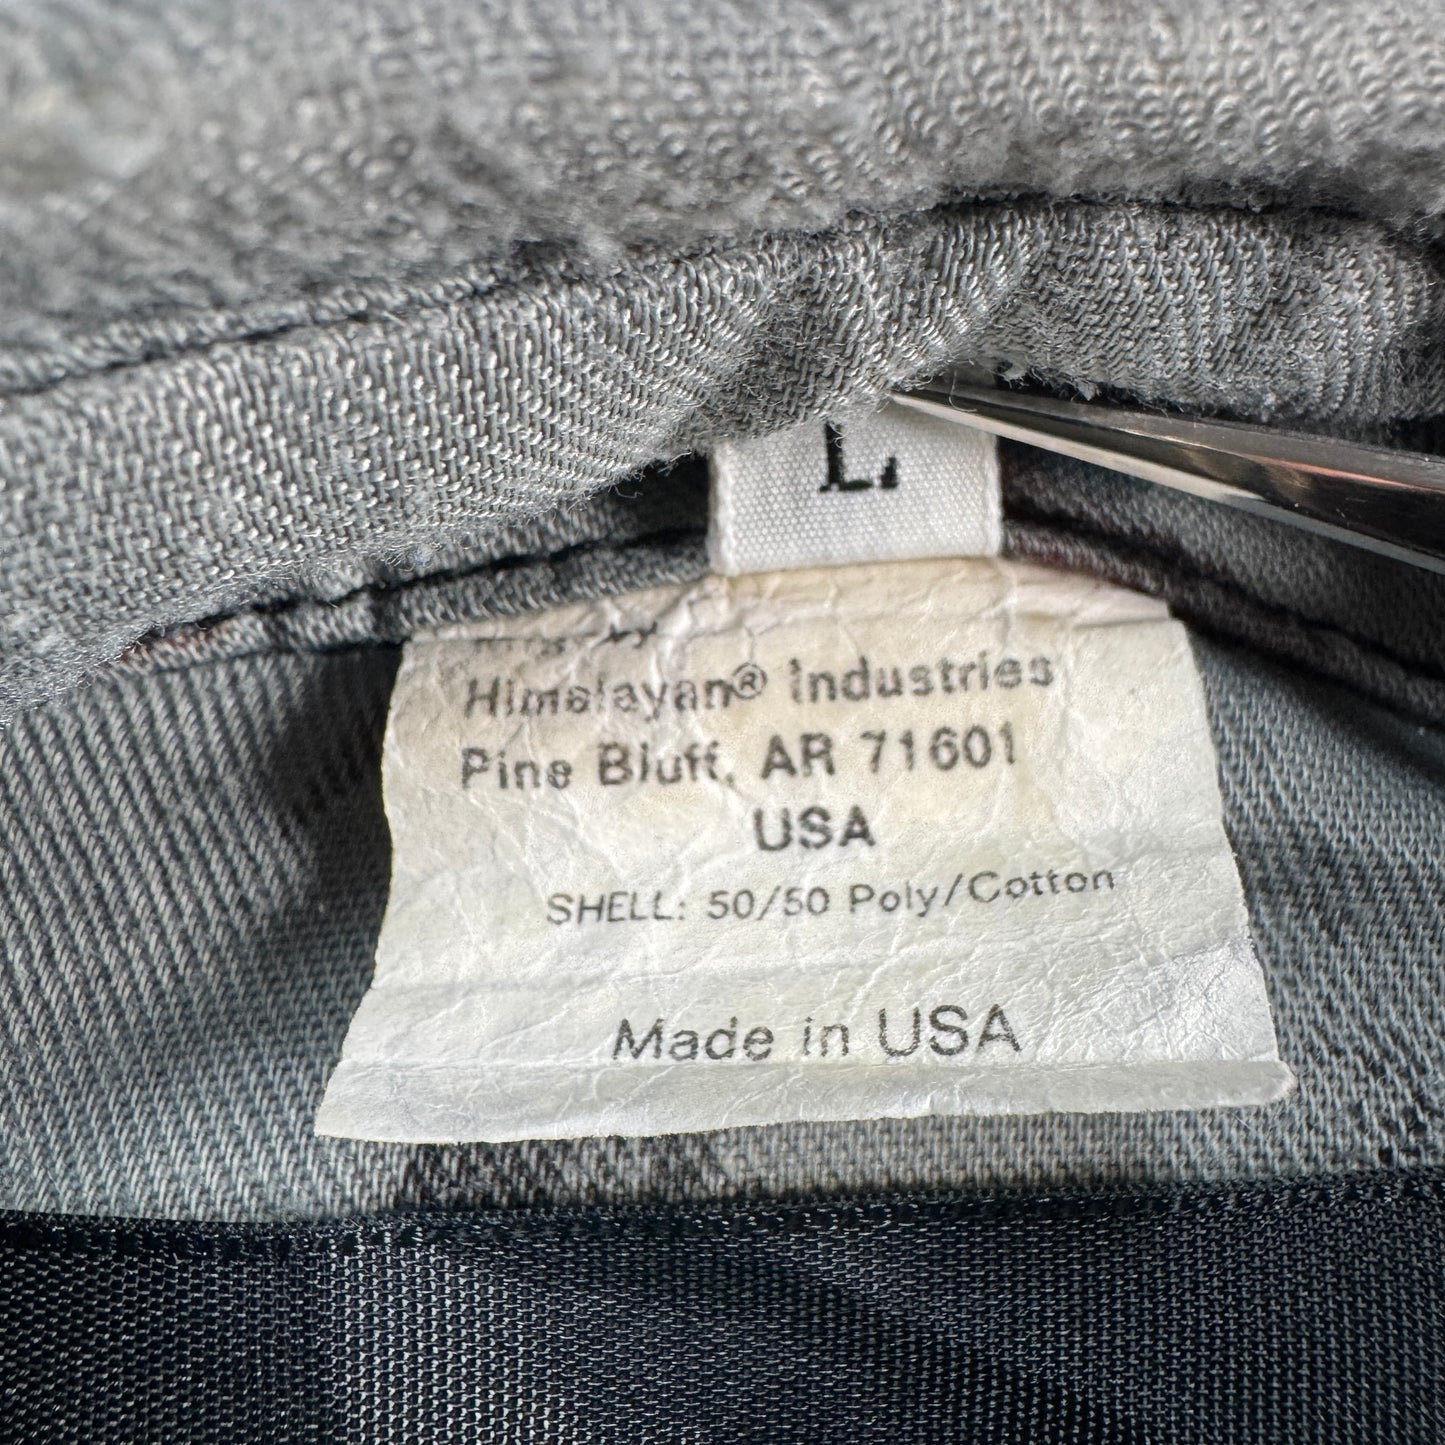 L
Himalayan® Industries
Pine Bluff, AR 71601
USA
SHELL: 50/50 Poly/Cotton
Made in USA